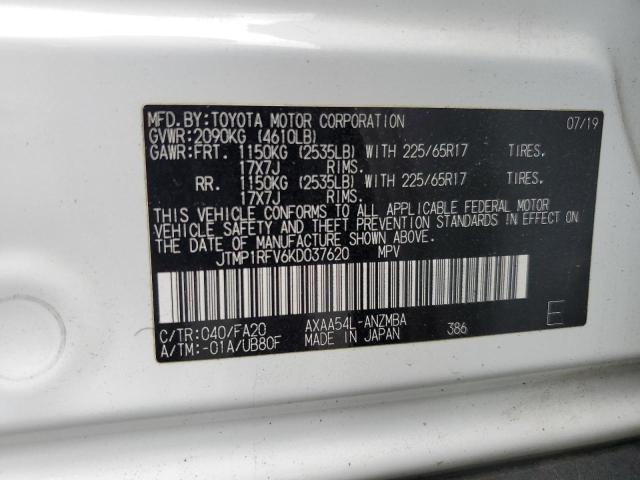 MFD. BY: TOYOTA MOTOR CORPORATION 07/19
GVWR: 2090KG (4610LB)
GAWR: FRT. 1150KG (2535LB) WITH 225/65R17 TIRES.
17X7J RIMS.
RR. 1150KG (2535LB) WITH 225/65R17 TIRES.
17X7J RIMS.
THIS VEHICLE CONFORMS TO ALL APPLICABLE FEDERAL MOTOR
VEHICLE SAFETY AND THEFT PREVENTION STANDARDS IN EFFECT ON
THE DATE OF MANUFACTURE SHOWN ABOVE.
JTMP1RFV6KD037620 MPV
C/TR: 040/FA20 AXAA54L-ANZMBA 386 E
A/TM: -01A/UB80F MADE IN JAPAN